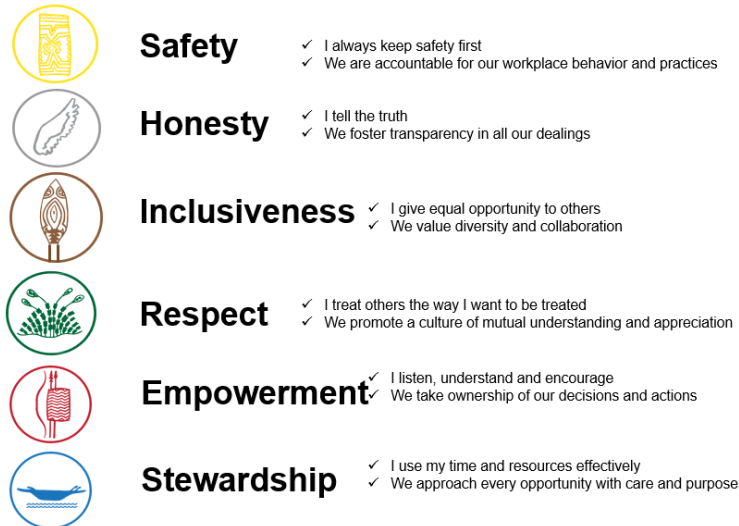 Safety
✓ I always keep safety first
✓ We are accountable for our workplace behavior and practices
Honesty
✓ I tell the truth
✓ We foster transparency in all our dealings
Inclusiveness
✓ I give equal opportunity to others
✓ We value diversity and collaboration
Respect
✓ I treat others the way I want to be treated
✓ We promote a culture of mutual understanding and appreciation
Empowerment
✓ I listen, understand and encourage
✓ We take ownership of our decisions and actions
Stewardship
✓ I use my time and resources effectively
✓ We approach every opportunity with care and purpose